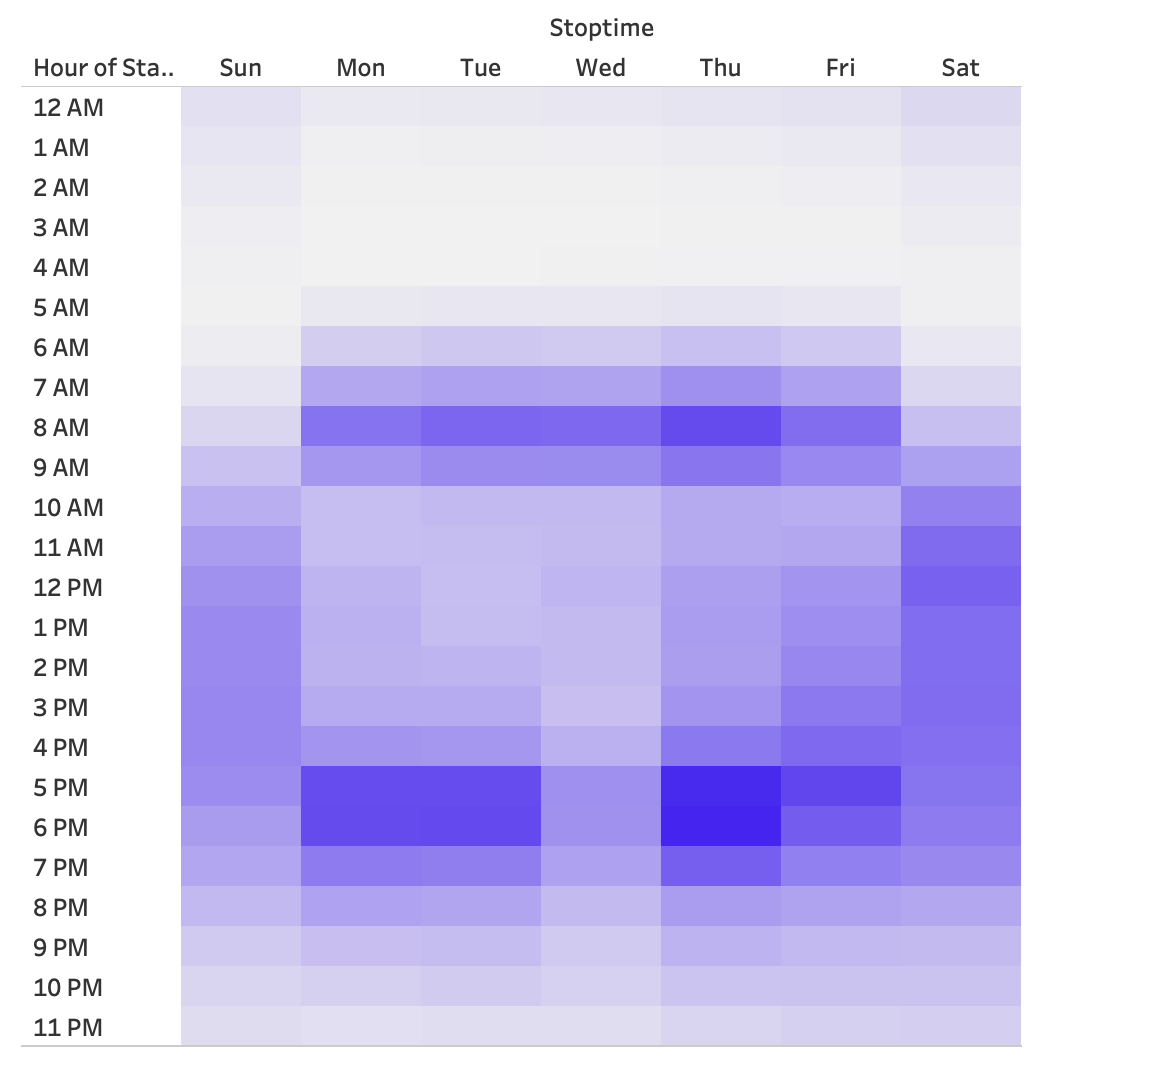 Stoptime
Hour of Sta.. Sun Mon Tue Wed Thu Fri Sat
12 AM
1 AM
2 AM
3 AM
4 AM
5 AM
6 AM
7 AM
8 AM
9 AM
10 AM
11 AM
12 PM
1 PM
2 PM
3 PM
4 PM
5 PM
6 PM
7 PM
8 PM
9 PM
10 PM
11 PM